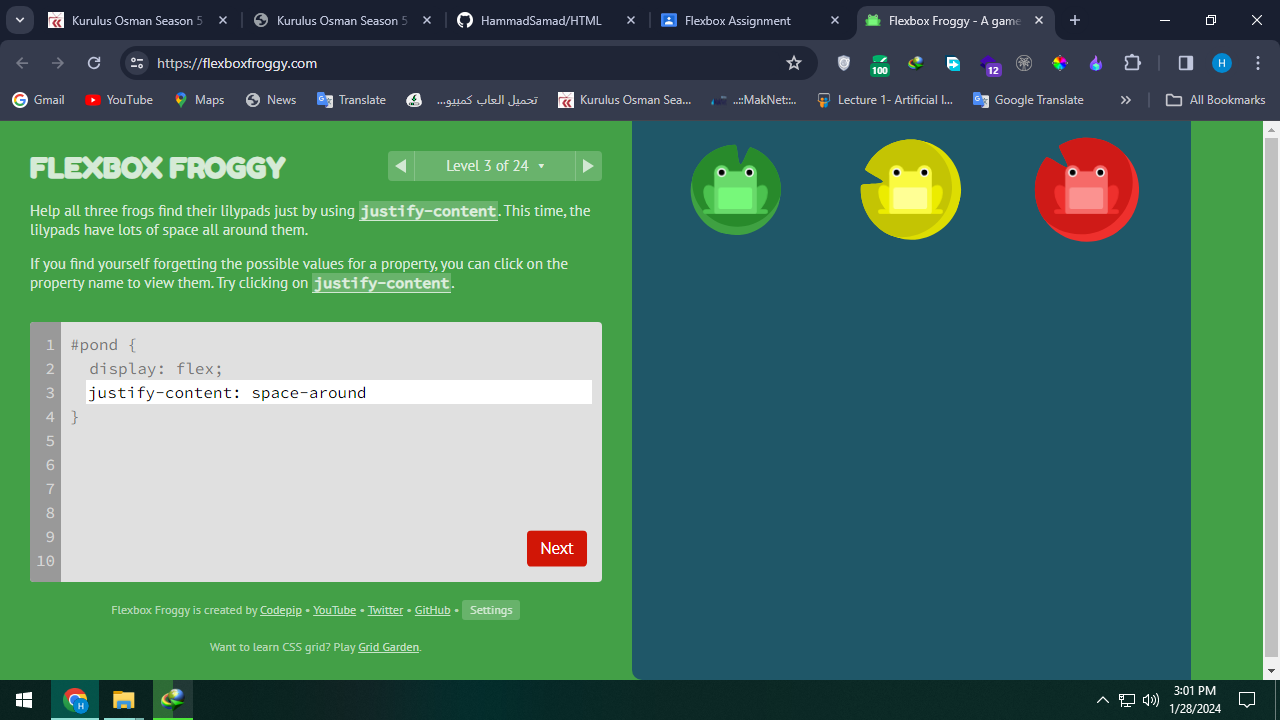 Kurulus Osman Season 5
Kurulus Osman Season 5
HammadSamad/HTML
Flexbox Assignment
Flexbox Froggy - A game
https://flexboxfroggy.com
100
12
H
Gmail
YouTube
Maps
News
Translate
تحميل العاب كمبيو...
Kurulus Osman Sea...
..::MakNet::..
Lecture 1- Artificial I...
Google Translate
All Bookmarks
FLEXBOX FROGGY
Level 3 of 24
Help all three frogs find their lilypads just by using justify-content. This time, the
lilypads have lots of space all around them.
If you find yourself forgetting the possible values for a property, you can click on the
property name to view them. Try clicking on justify-content.
1 #pond {
2 display: flex;
3 justify-content: space-around
4 }
5
6
7
8
9
10
Next
Flexbox Froggy is created by Codepip • YouTube • Twitter • GitHub • Settings
Want to learn CSS grid? Play Grid Garden.
H
3:01 PM
1/28/2024